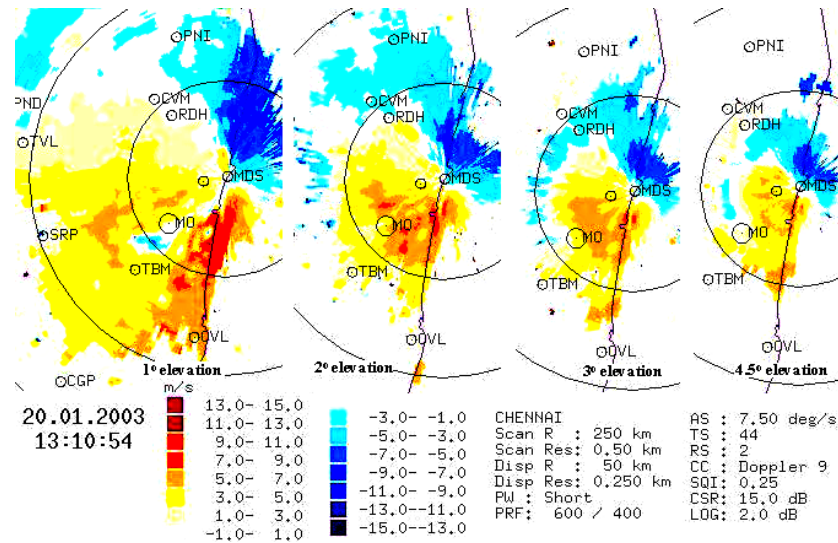 PNI
CVM
RDH
PND
TVL
MDS
MO
SRP
TBM
OVL
CGP
1º elevation
PNI
CVM
RDH
MDS
MO
TBM
OVL
2º elevation
PNI
CVM
RDH
MDS
MO
TBM
OVL
3º elevation
PNI
CVM
RDH
MDS
MO
TBM
OVL
4.5º elevation
20.01.2003
13:10:54
m/s
13.0- 15.0
11.0- 13.0
9.0- 11.0
7.0- 9.0
5.0- 7.0
3.0- 5.0
1.0- 3.0
-1.0- 1.0
-3.0- -1.0
-5.0- -3.0
-7.0- -5.0
-9.0- -7.0
-11.0- -9.0
-13.0--11.0
-15.0--13.0
CHENNAI
Scan R : 250 km
Scan Res: 0.50 km
Disp R : 50 km
Disp Res: 0.250 km
PW : Short
PRF: 600 / 400
AS : 7.50 deg/s
TS : 44
RS : 2
CC : Doppler 9
SQI: 0.25
CSR: 15.0 dB
LOG: 2.0 dB